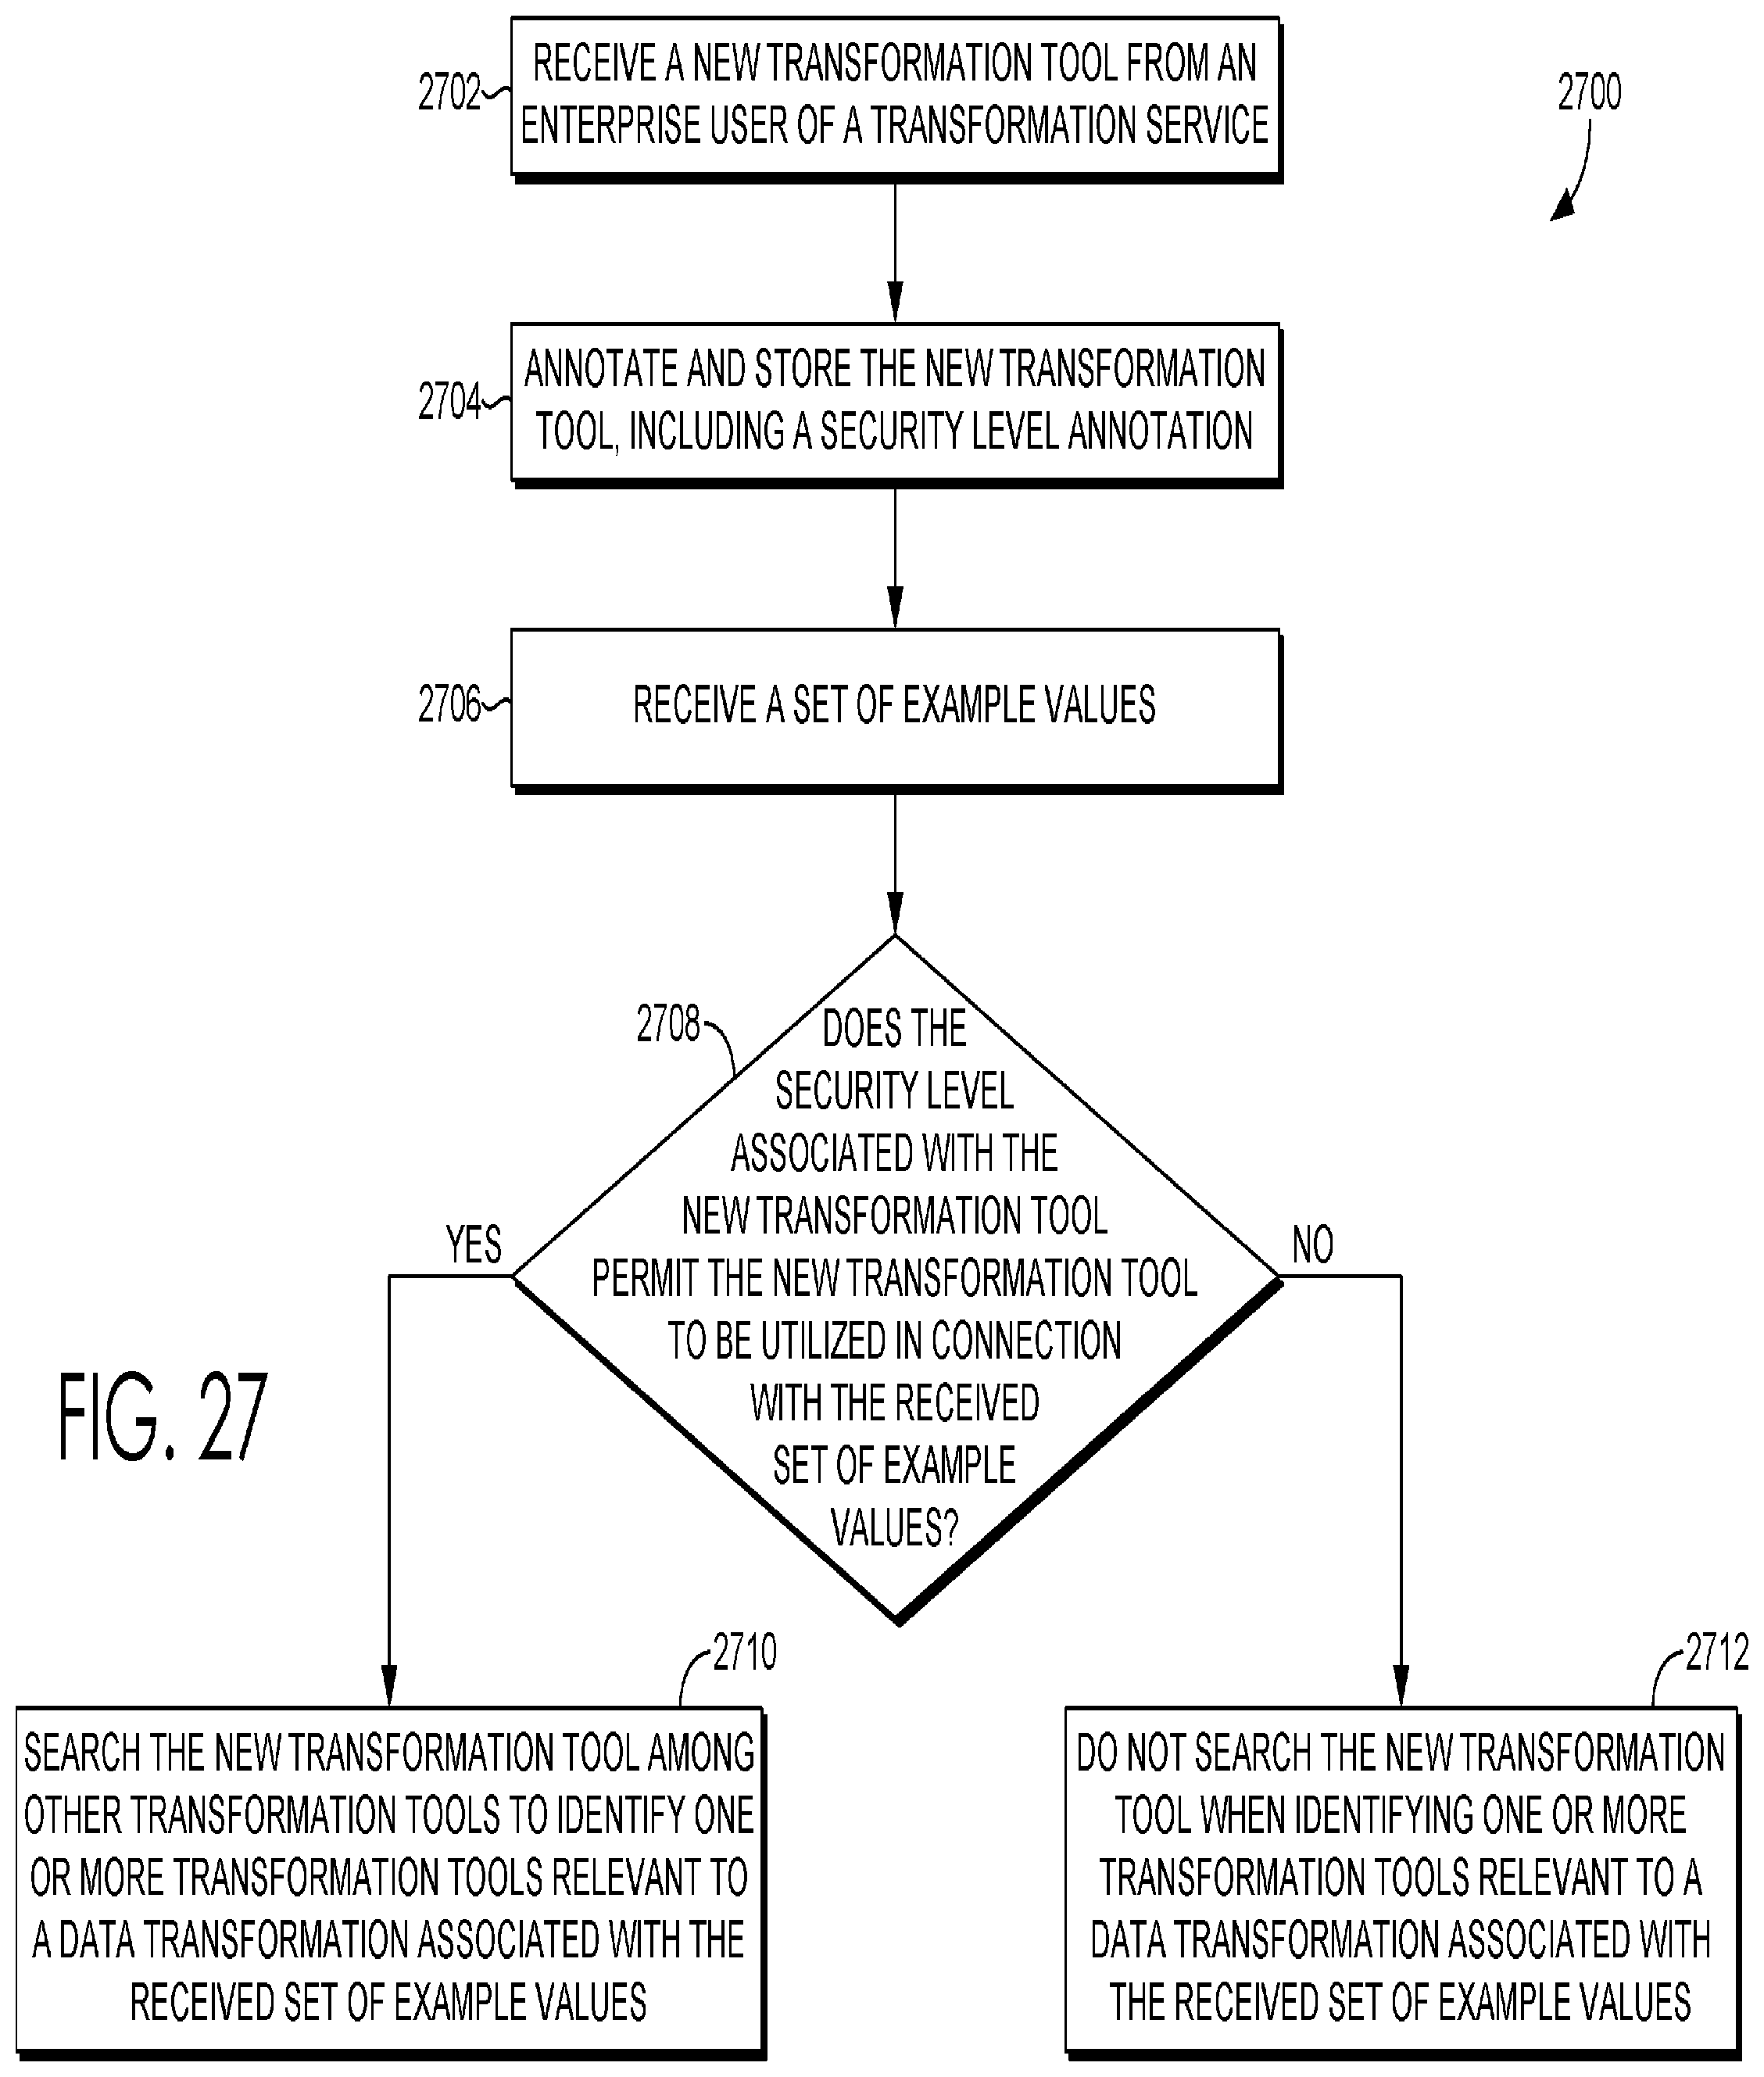 2700
2702
RECEIVE A NEW TRANSFORMATION TOOL FROM AN
ENTERPRISE USER OF A TRANSFORMATION SERVICE
2704
ANNOTATE AND STORE THE NEW TRANSFORMATION
TOOL, INCLUDING A SECURITY LEVEL ANNOTATION
2706
RECEIVE A SET OF EXAMPLE VALUES
2708
DOES THE
SECURITY LEVEL
ASSOCIATED WITH THE
NEW TRANSFORMATION TOOL
PERMIT THE NEW TRANSFORMATION TOOL
TO BE UTILIZED IN CONNECTION
WITH THE RECEIVED
SET OF EXAMPLE
VALUES?
YES
NO
FIG. 27
2710
SEARCH THE NEW TRANSFORMATION TOOL AMONG
OTHER TRANSFORMATION TOOLS TO IDENTIFY ONE
OR MORE TRANSFORMATION TOOLS RELEVANT TO
A DATA TRANSFORMATION ASSOCIATED WITH THE
RECEIVED SET OF EXAMPLE VALUES
2712
DO NOT SEARCH THE NEW TRANSFORMATION
TOOL WHEN IDENTIFYING ONE OR MORE
TRANSFORMATION TOOLS RELEVANT TO A
DATA TRANSFORMATION ASSOCIATED WITH
THE RECEIVED SET OF EXAMPLE VALUES